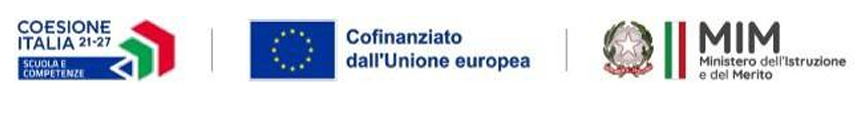 COESIONE
ITALIA 21-27
SCUOLA E
COMPETENZE
Cofinanziato
dall'Unione europea
MIM
Ministero dell'Istruzione
e del Merito